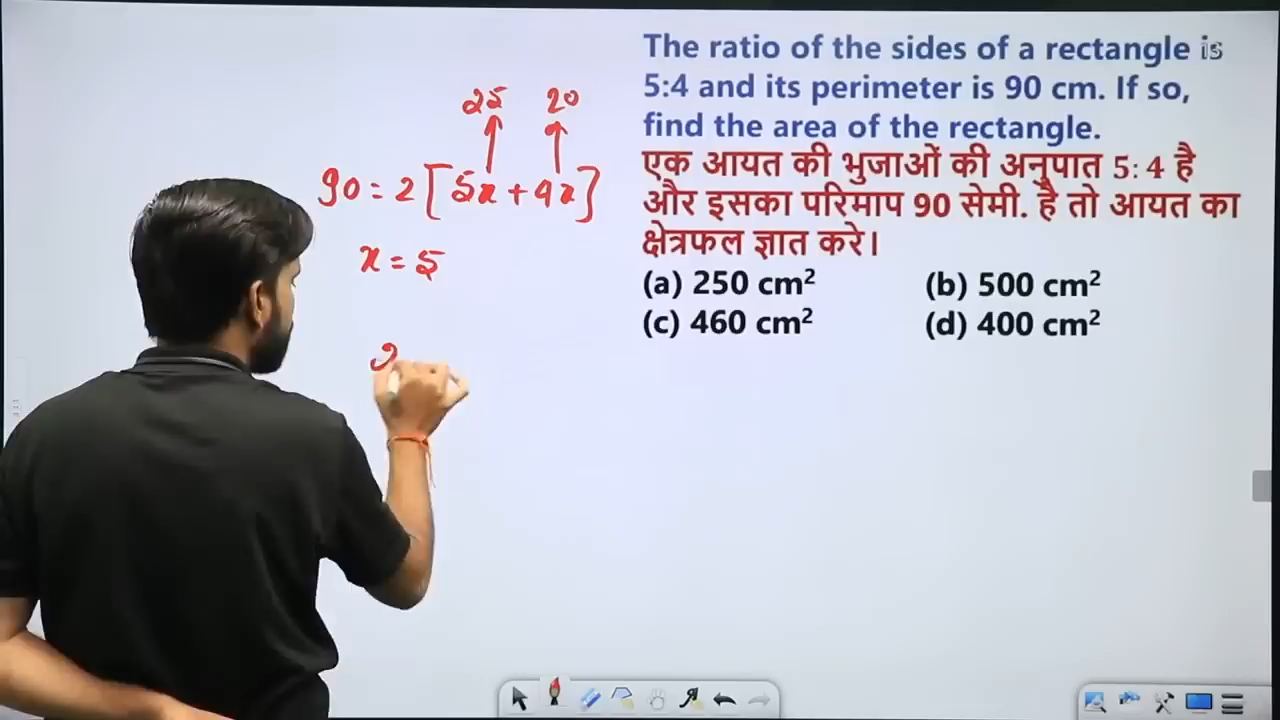 25 20
90 = 2 [5x + 4x]
x = 5
2
The ratio of the sides of a rectangle is
5:4 and its perimeter is 90 cm. If so,
find the area of the rectangle.
एक आयत की भुजाओं की अनुपात 5: 4 है
और इसका परिमाप 90 सेमी. है तो आयत का
क्षेत्रफल ज्ञात करे।
(a) 250 cm² (b) 500 cm²
(c) 460 cm² (d) 400 cm²